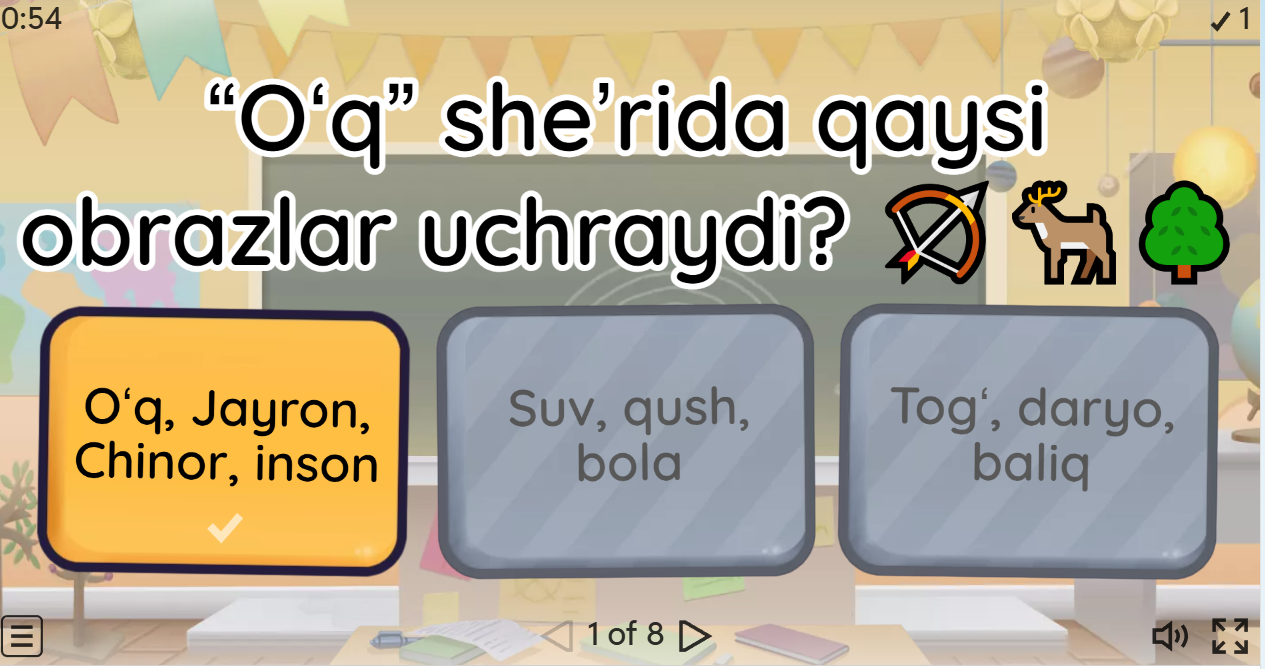 0:54
✓ 1
“O‘q” she’rida qaysi
obrazlar uchraydi? 🏹 🦌 🌳
O‘q, Jayron,
Chinor, inson
Suv, qush,
bola
Tog‘, daryo,
baliq
1 of 8